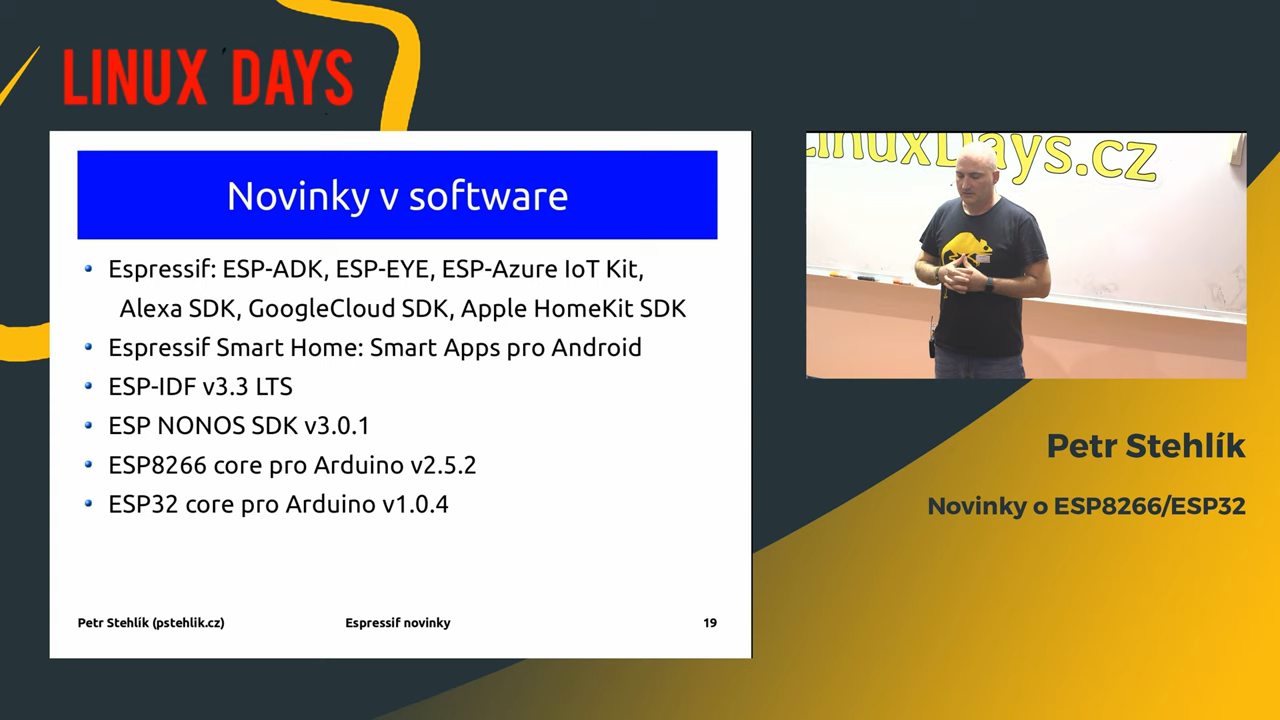 LINUX DAYS
Novinky v software
Espressif: ESP-ADK, ESP-EYE, ESP-Azure IoT Kit,
Alexa SDK, GoogleCloud SDK, Apple HomeKit SDK
Espressif Smart Home: Smart Apps pro Android
ESP-IDF v3.3 LTS
ESP NONOS SDK v3.0.1
ESP8266 core pro Arduino v2.5.2
ESP32 core pro Arduino v1.0.4
Petr Stehlík (pstehlik.cz) Espressif novinky 19
LinuxDays.cz
Petr Stehlík
Novinky o ESP8266/ESP32